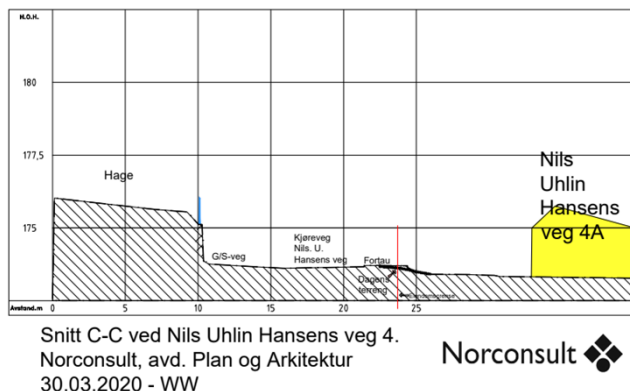 H.O.H.
180
177,5
Hage
Nils
Uhlin
Hansens
veg 4A
175
Kjøreveg
Nils. U.
Hansens veg
G/S-veg
Fortau
Dagens
terreng
Eiendomsgrense
Avstand.m 0 5 10 15 20 25
Snitt C-C ved Nils Uhlin Hansens veg 4.
Norconsult, avd. Plan og Arkitektur
30.03.2020 - WW
Norconsult